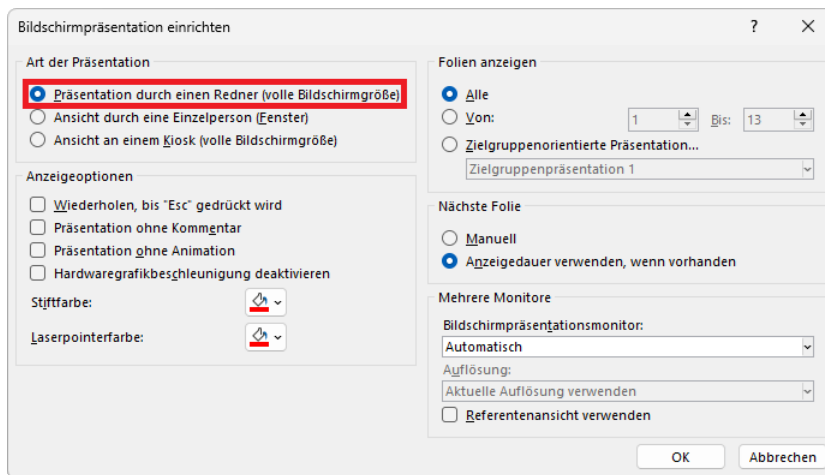 Bildschirmpräsentation einrichten
Art der Präsentation
Präsentation durch einen Redner (volle Bildschirmgröße)
Ansicht durch eine Einzelperson (Fenster)
Ansicht an einem Kiosk (volle Bildschirmgröße)
Anzeigeoptionen
Wiederholen, bis "Esc" gedrückt wird
Präsentation ohne Kommentar
Präsentation ohne Animation
Hardwaregrafikbeschleunigung deaktivieren
Stiftfarbe:
Laserpointerfarbe:
Folien anzeigen
Alle
Von: 1 Bis: 13
Zielgruppenorientierte Präsentation...
Zielgruppenpräsentation 1
Nächste Folie
Manuell
Anzeigedauer verwenden, wenn vorhanden
Mehrere Monitore
Bildschirmpräsentationsmonitor:
Automatisch
Auflösung:
Aktuelle Auflösung verwenden
Referentenansicht verwenden
OK Abbrechen